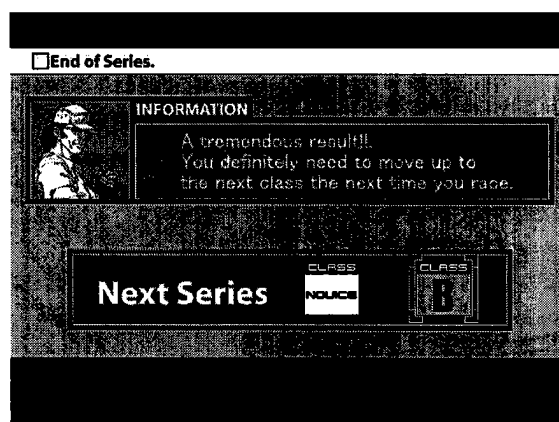 End of Series.
INFORMATION
A tremendous result!!.
You definitely need to move up to
the next class the next time you race.
Next Series
CLASS
NOVICE
CLASS
B